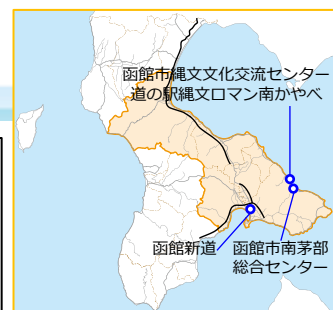 函館市縄文文化交流センター
道の駅縄文ロマン南かやべ
函館新道
函館市南茅部
総合センター